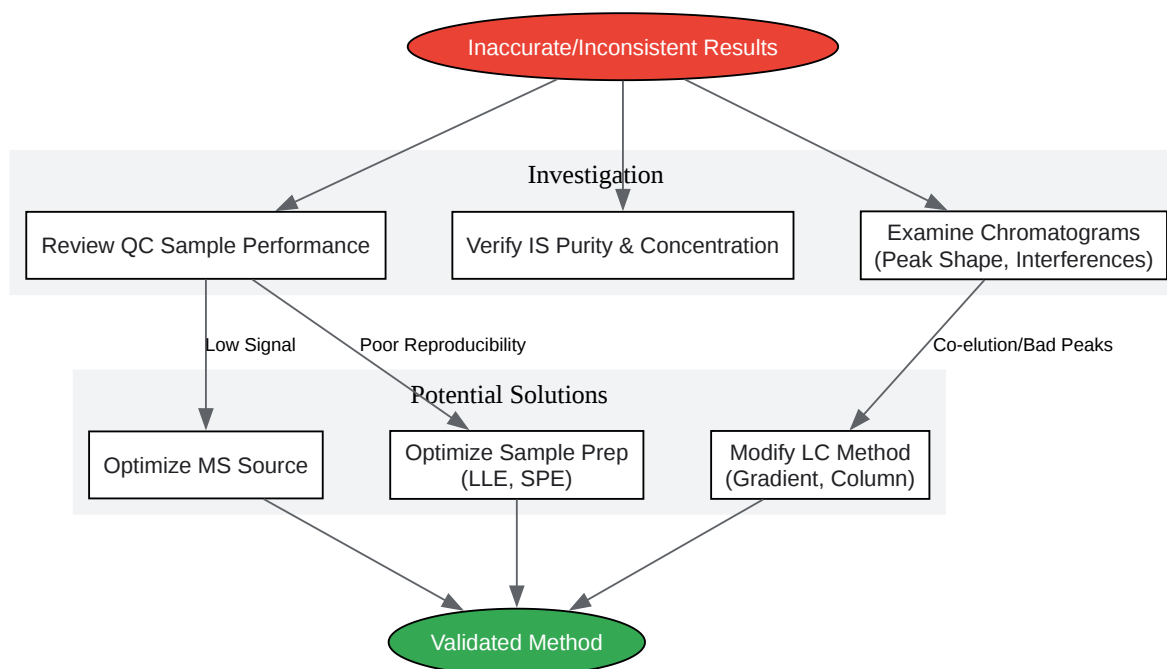 Inaccurate/Inconsistent Results
Investigation
Review QC Sample Performance
Verify IS Purity & Concentration
Examine Chromatograms
(Peak Shape, Interferences)
Low Signal
Poor Reproducibility
Co-elution/Bad Peaks
Potential Solutions
Optimize MS Source
Optimize Sample Prep
(LLE, SPE)
Modify LC Method
(Gradient, Column)
Validated Method